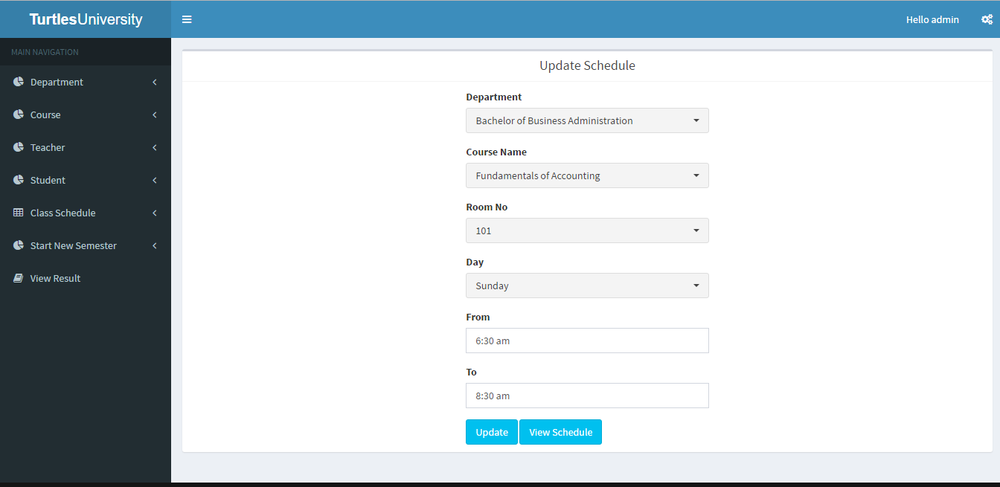 TurtlesUniversity
Hello admin
MAIN NAVIGATION
Department
Course
Teacher
Student
Class Schedule
Start New Semester
View Result
Update Schedule
Department
Bachelor of Business Administration
Course Name
Fundamentals of Accounting
Room No
101
Day
Sunday
From
6:30 am
To
8:30 am
Update
View Schedule